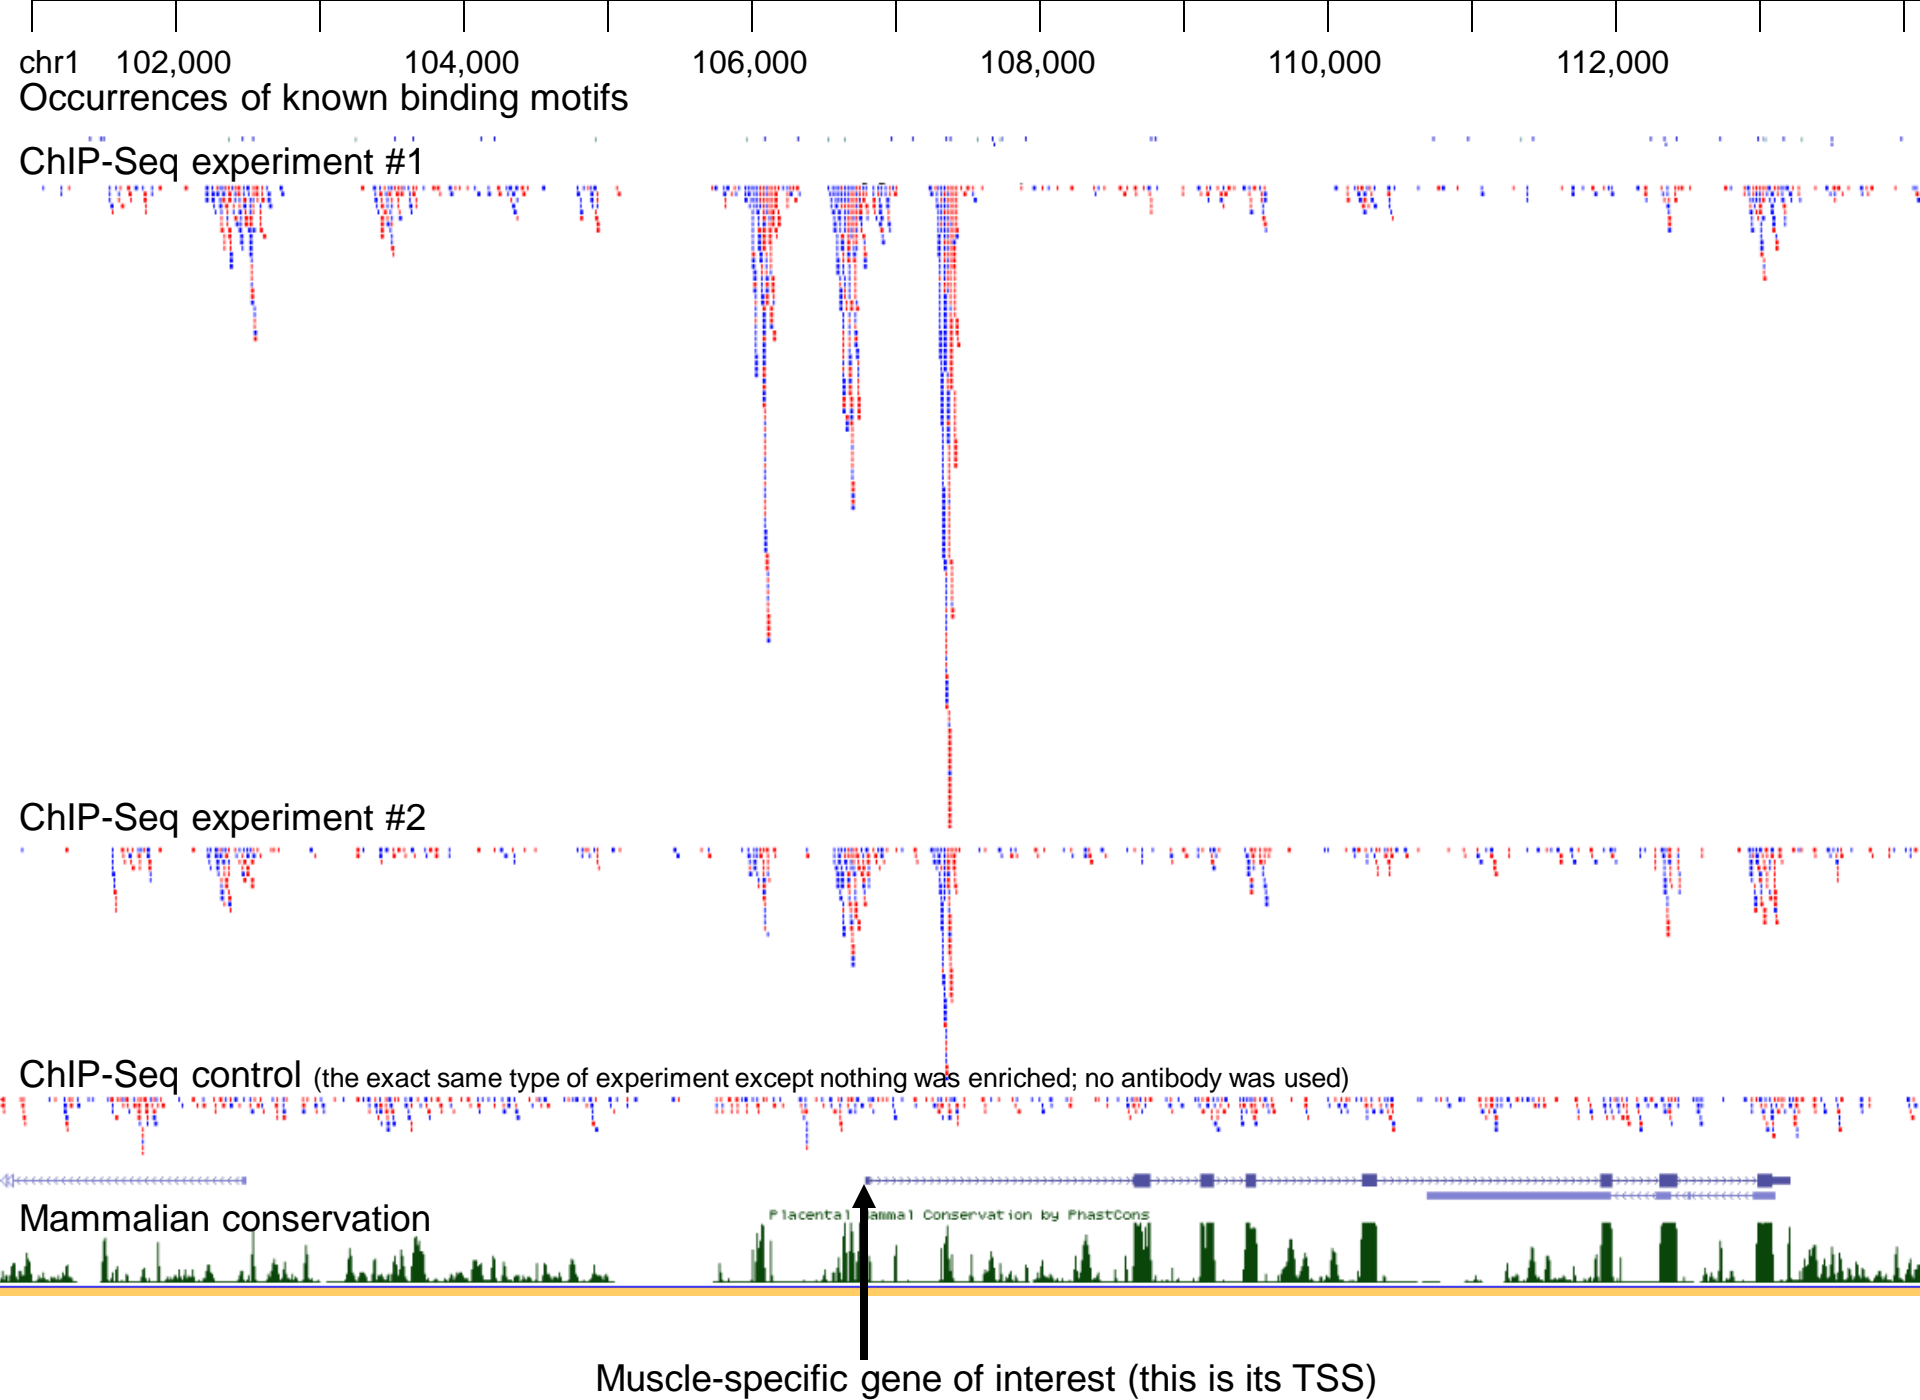 chr1 102,000 104,000 106,000 108,000 110,000 112,000
Occurrences of known binding motifs
ChIP-Seq experiment #1
ChIP-Seq experiment #2
ChIP-Seq control (the exact same type of experiment except nothing was enriched; no antibody was used)
Mammalian conservation
Placental Mammal Conservation by PhastCons
Muscle-specific gene of interest (this is its TSS)